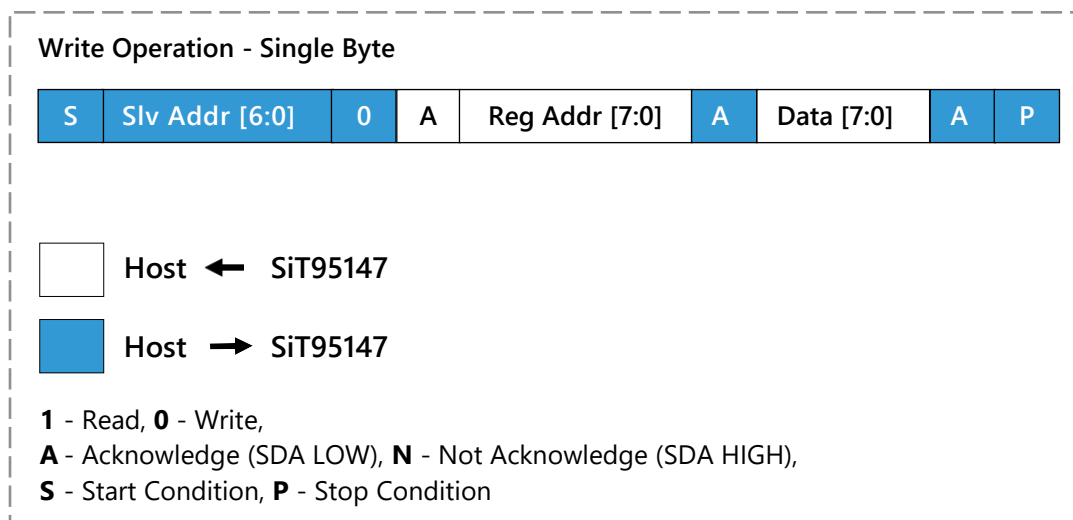 Write Operation - Single Byte
S Slv Addr [6:0] 0 A Reg Addr [7:0] A Data [7:0] A P
Host ← SiT95147
Host → SiT95147
1 - Read, 0 - Write,
A - Acknowledge (SDA LOW), N - Not Acknowledge (SDA HIGH),
S - Start Condition, P - Stop Condition